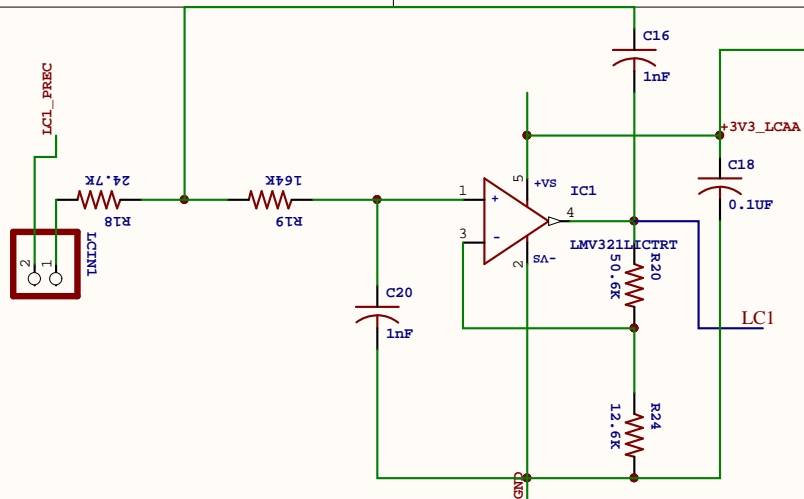 C16
1nF
LC1_PREC
+3V3_LCAA
24.7K
R18
164K
R19
C18
0.1UF
1
3
5
2
4
+
-
+VS
-VS
IC1
LMV321LICTRT
LCIN1
2
1
R20
50.6K
C20
1nF
LC1
R24
12.6K
GND